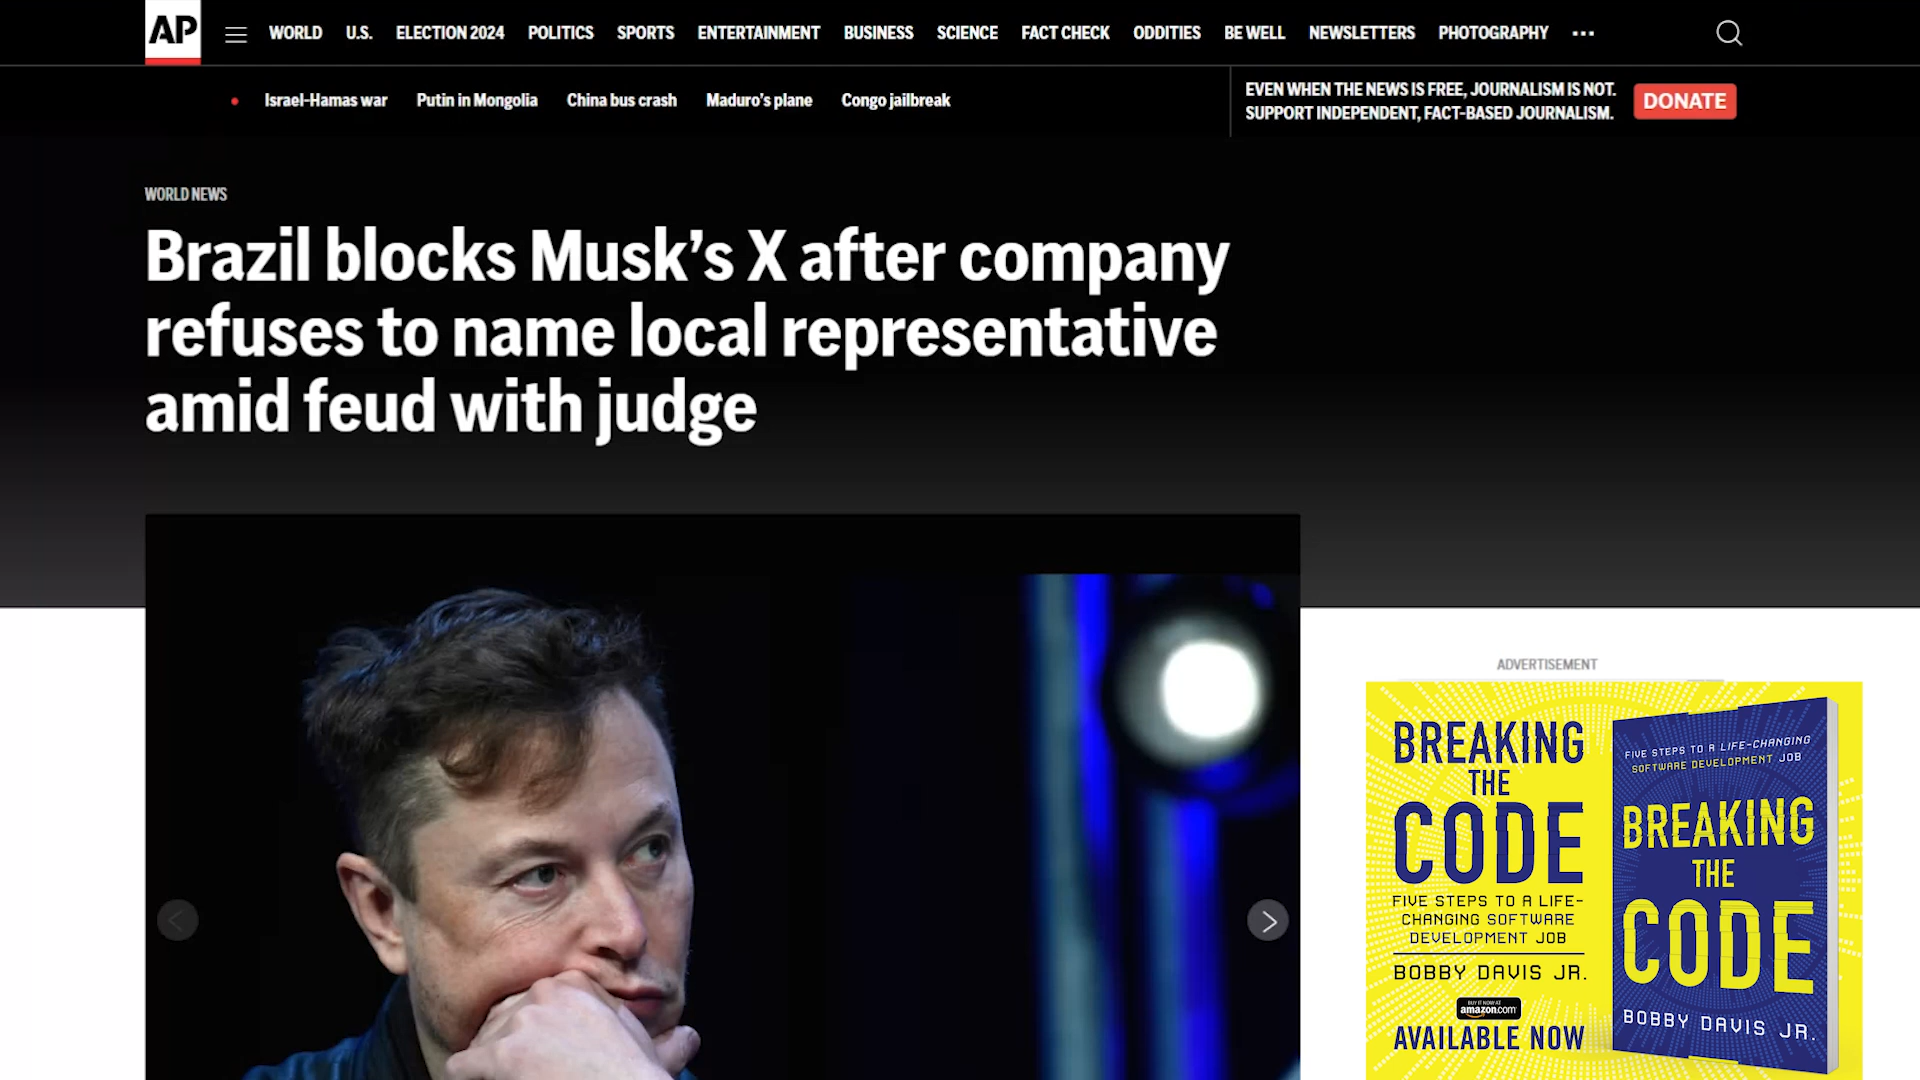 AP
WORLD U.S. ELECTION 2024 POLITICS SPORTS ENTERTAINMENT BUSINESS SCIENCE FACT CHECK ODDITIES BE WELL NEWSLETTERS PHOTOGRAPHY
Israel-Hamas war Putin in Mongolia China bus crash Maduro's plane Congo jailbreak
EVEN WHEN THE NEWS IS FREE, JOURNALISM IS NOT.
SUPPORT INDEPENDENT, FACT-BASED JOURNALISM.
DONATE
WORLD NEWS
Brazil blocks Musk’s X after company
refuses to name local representative
amid feud with judge
ADVERTISEMENT
BREAKING
THE
CODE
FIVE STEPS TO A LIFE-
CHANGING SOFTWARE
DEVELOPMENT JOB
BOBBY DAVIS JR.
BUY IT NOW AT
amazon.com
AVAILABLE NOW
FIVE STEPS TO A LIFE-CHANGING
SOFTWARE DEVELOPMENT JOB
BREAKING
THE
CODE
BOBBY DAVIS JR.